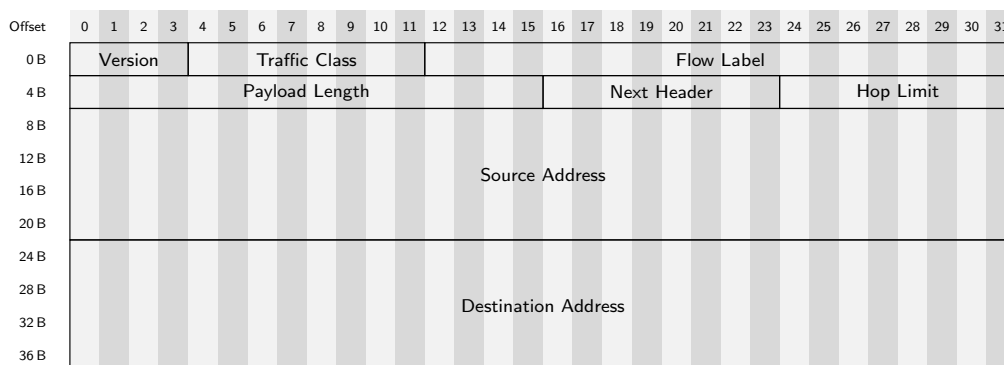 Offset 0 1 2 3 4 5 6 7 8 9 10 11 12 13 14 15 16 17 18 19 20 21 22 23 24 25 26 27 28 29 30 31
0 B Version Traffic Class Flow Label
4 B Payload Length Next Header Hop Limit
8 B
12 B
Source Address
16 B
20 B
24 B
28 B
Destination Address
32 B
36 B